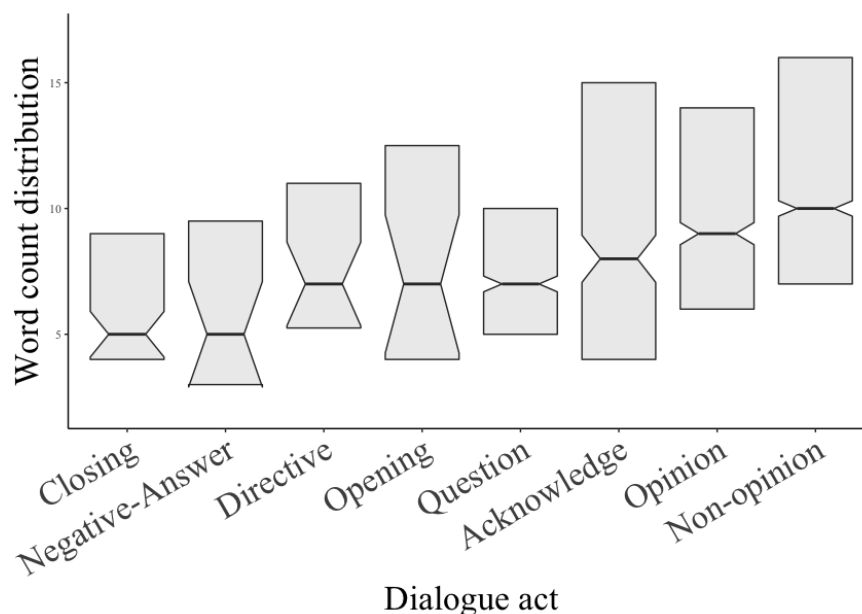 Word count distribution
15
10
5
Closing
Negative-Answer
Directive
Opening
Question
Acknowledge
Opinion
Non-opinion
Dialogue act